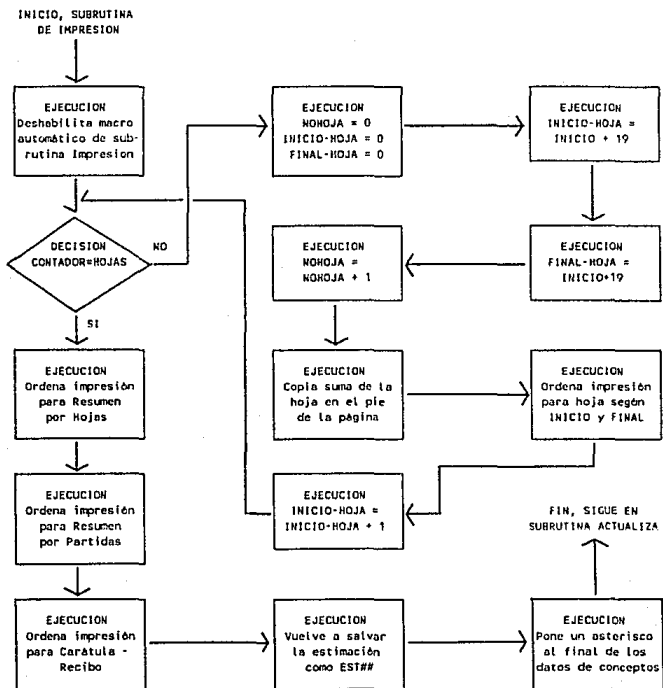 INICIO, SUBRUTINA
DE IMPRESION
EJECUCION
Deshabilita macro
automático de sub-
rutina Impresion
DECISION
CONTADOR=HOJAS
NO
SI
EJECUCION
NOHOJA = 0
INICIO-HOJA = 0
FINAL-HOJA = 0
EJECUCION
INICIO-HOJA =
INICIO + 19
EJECUCION
FINAL-HOJA =
INICIO+19
EJECUCION
NOHOJA =
NOHOJA + 1
EJECUCION
Copia suma de la
hoja en el pie
de la página
EJECUCION
Ordena impresión
para hoja según
INICIO y FINAL
EJECUCION
INICIO-HOJA =
INICIO-HOJA + 1
EJECUCION
Ordena impresión
para Resumen
por Hojas
EJECUCION
Ordena impresión
para Resumen
por Partidas
EJECUCION
Ordena impresión
para Carátula -
Recibo
EJECUCION
Vuelve a salvar
la estimación
como EST##
EJECUCION
Pone un asterisco
al final de los
datos de conceptos
FIN, SIGUE EN
SUBRUTINA ACTUALIZA